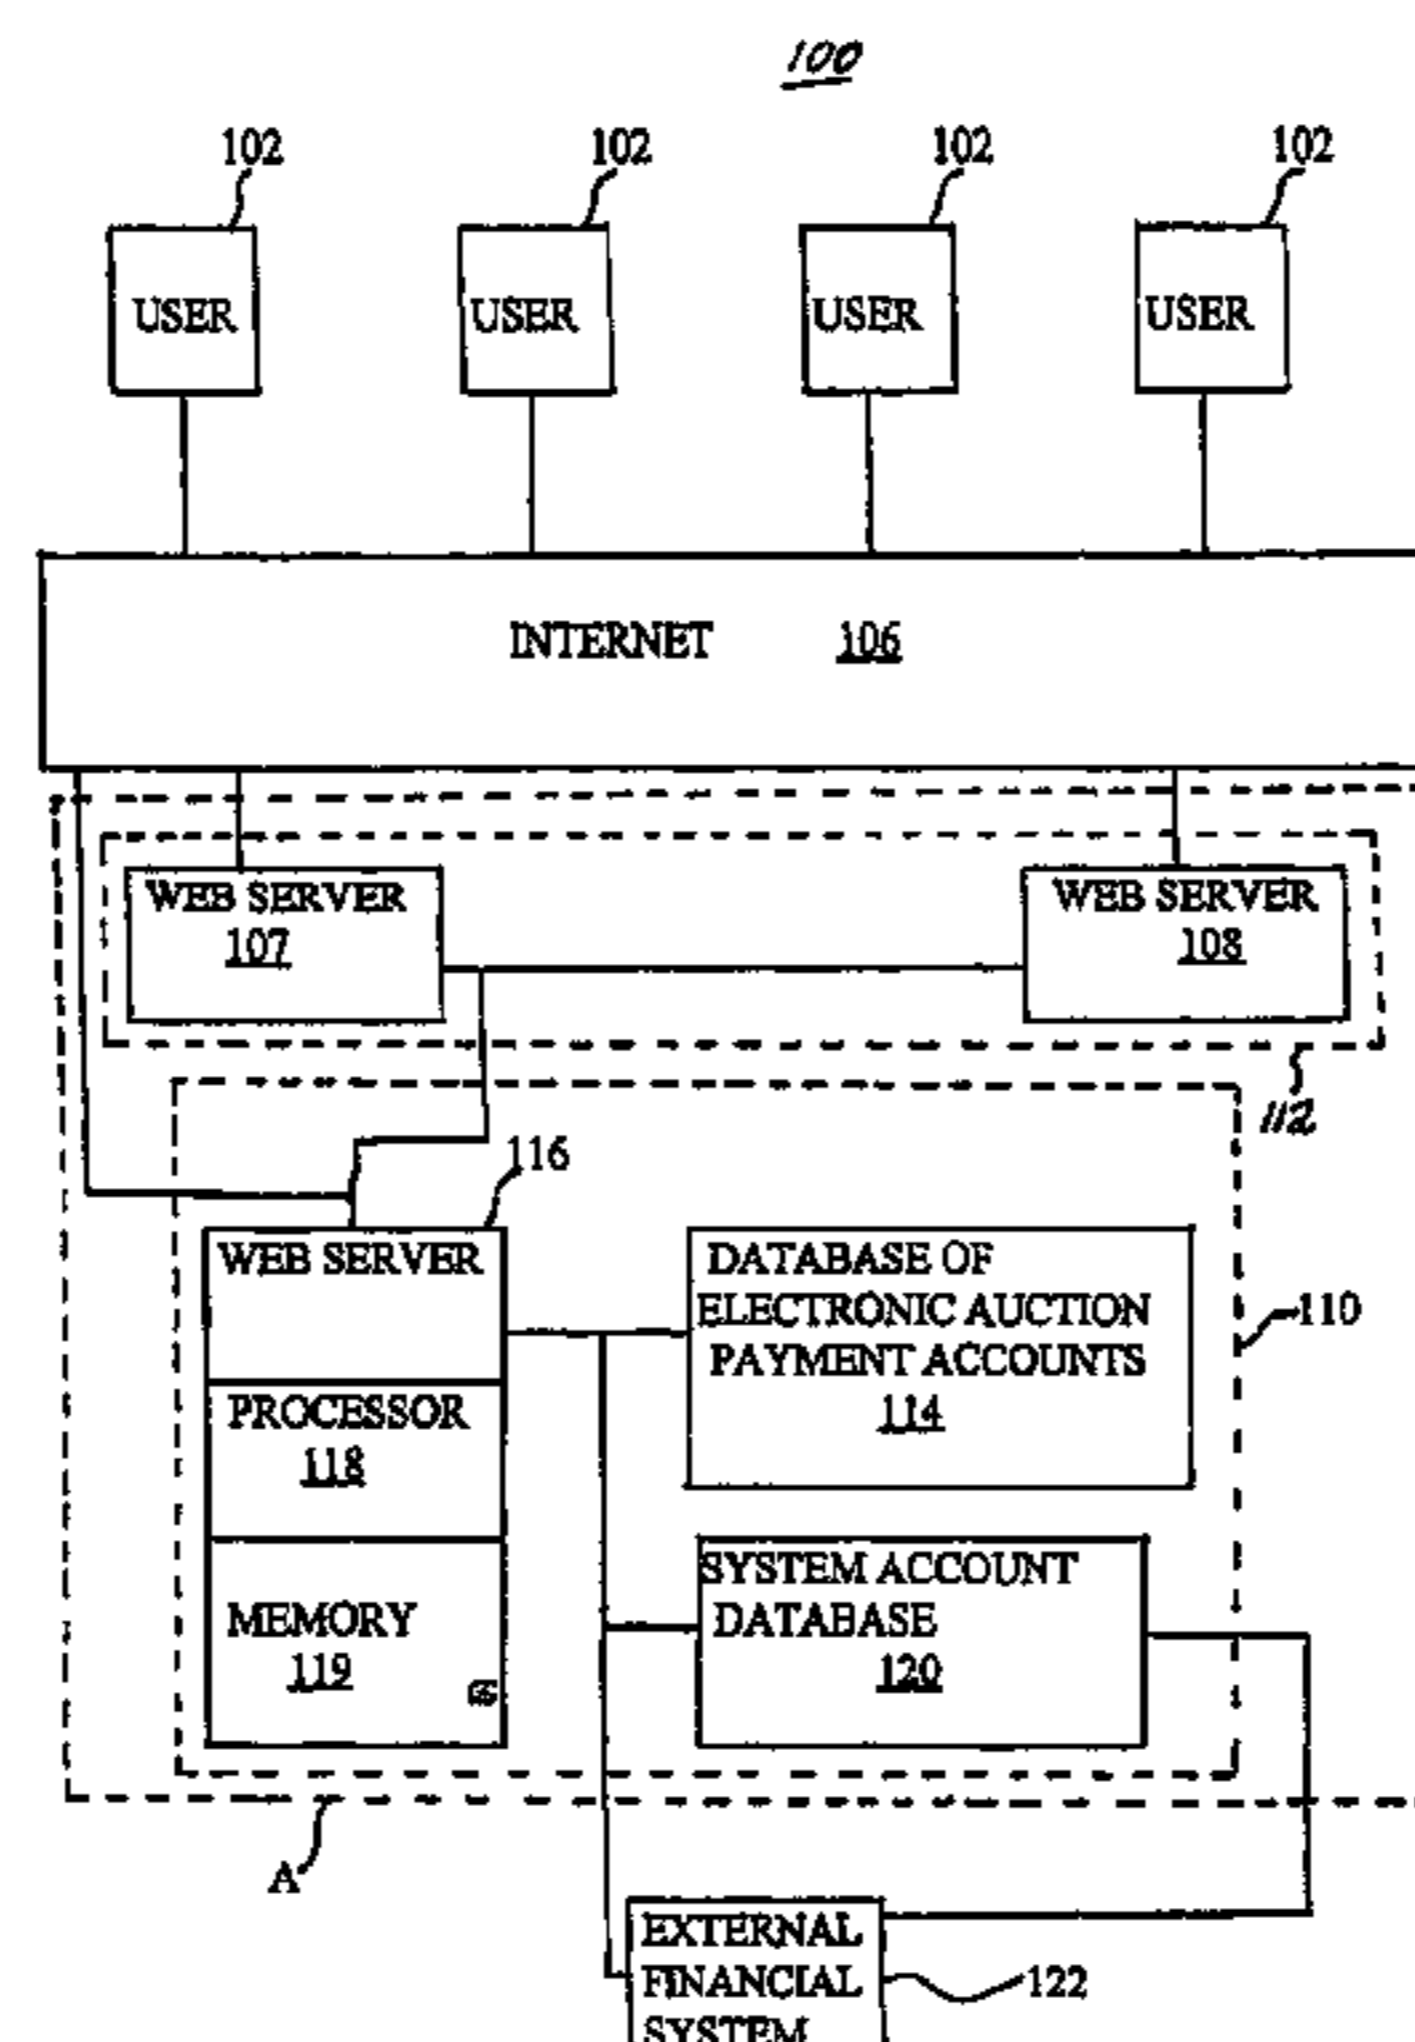 100
102 102 102 102
USER USER USER USER
INTERNET 106
WEB SERVER
107
WEB SERVER
108
112
116
WEB SERVER
PROCESSOR
118
MEMORY
119
DATABASE OF
ELECTRONIC AUCTION
PAYMENT ACCOUNTS
114
110
SYSTEM ACCOUNT
DATABASE
120
A
EXTERNAL
FINANCIAL
SYSTEM
122